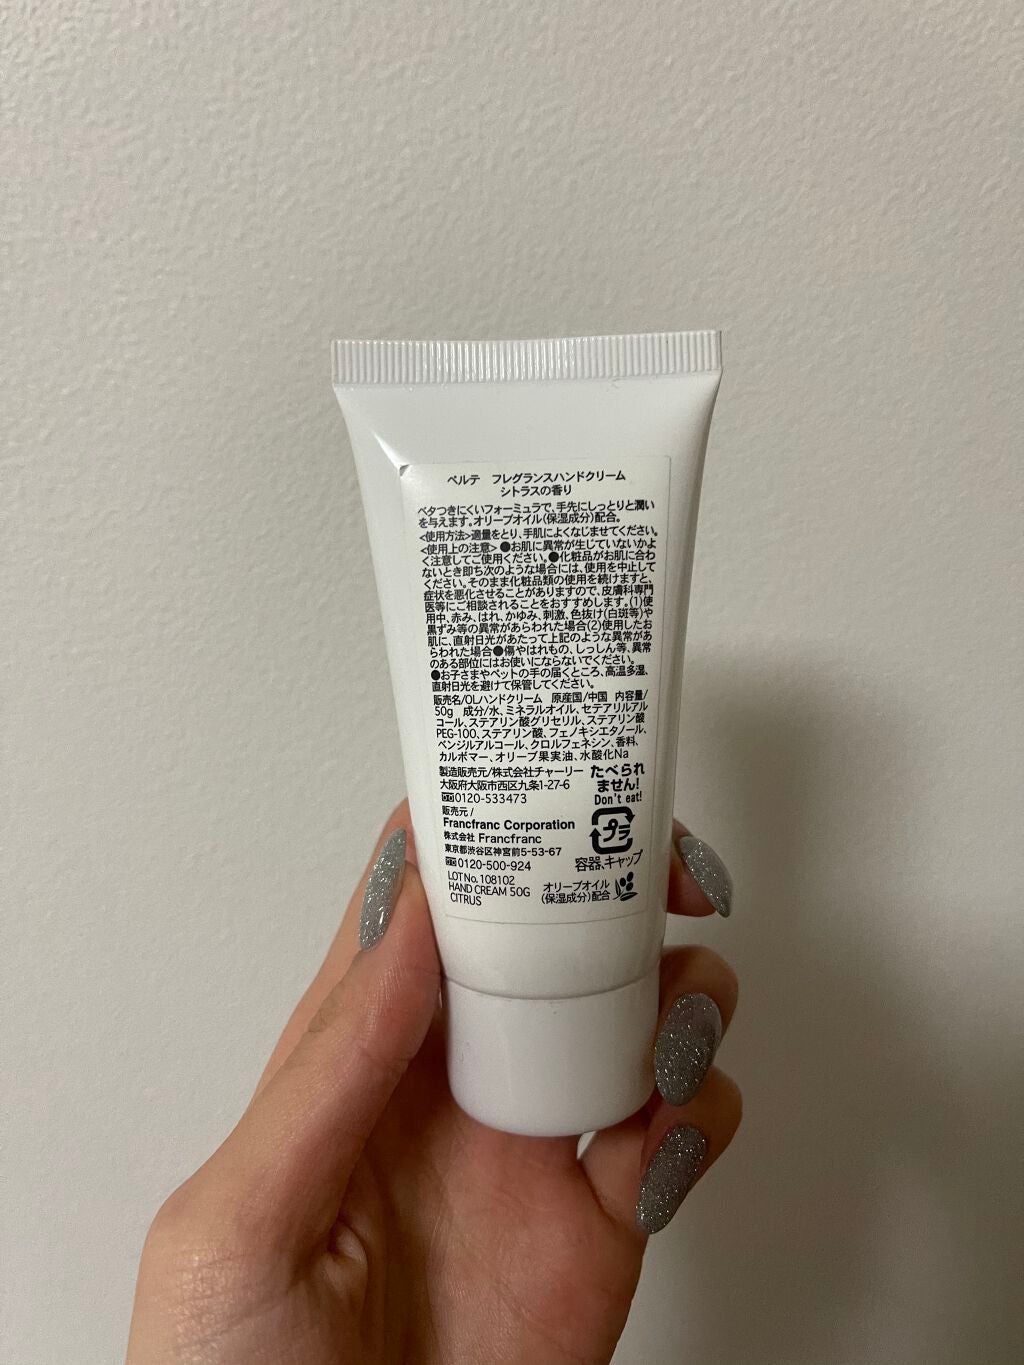 ベルテ　フレグランスハンドクリーム
シトラスの香り
ベタつきにくいフォーミュラで、手先にしっとりと潤い
を与えます。オリーブオイル(保湿成分)配合。
<使用方法>適量をとり、手肌によくなじませてください。
<使用上の注意> ●お肌に異常が生じていないかよ
く注意してご使用ください。●化粧品がお肌に合わ
ないとき即ち次のような場合には、使用を中止して
ください。そのまま化粧品類の使用を続けますと、
症状を悪化させることがありますので、皮膚科専門
医等にご相談されることをおすすめします。(1)使
用中、赤み、はれ、かゆみ、刺激、色抜け(白斑等)や
黒ずみ等の異常があらわれた場合(2)使用したお
肌に、直射日光があたって上記のような異常があ
らわれた場合●傷やはれもの、しっしん等、異常
のある部位にはお使いにならないでください。
●お子さまやペットの手の届くところ、高温多湿、
直射日光を避けて保管してください。
販売名/OLハンドクリーム　原産国/中国　内容量/
50g　成分/水、ミネラルオイル、セテアリルアル
コール、ステアリン酸グリセリル、ステアリン酸
PEG-100、ステアリン酸、フェノキシエタノール、
ベンジルアルコール、クロルフェネシン、香料、
カルボマー、オリーブ果実油、水酸化Na
製造販売元/株式会社チャーリー
大阪府大阪市西区九条1-27-6
0120-533473
販売元/
Francfranc Corporation
株式会社 Francfranc
東京都渋谷区神宮前5-53-67
0120-500-924
LOT No. 108102
HAND CREAM 50G
CITRUS
たべられ
ません!
Don't eat!
プラ
容器、キャップ
オリーブオイル
(保湿成分)配合